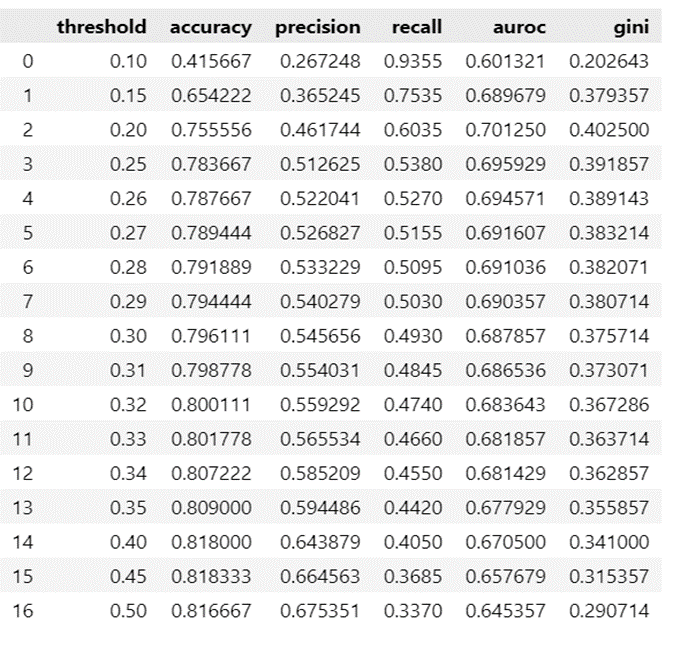 threshold accuracy precision recall auroc gini
0 0.10 0.415667 0.267248 0.9355 0.601321 0.202643
1 0.15 0.654222 0.365245 0.7535 0.689679 0.379357
2 0.20 0.755556 0.461744 0.6035 0.701250 0.402500
3 0.25 0.783667 0.512625 0.5380 0.695929 0.391857
4 0.26 0.787667 0.522041 0.5270 0.694571 0.389143
5 0.27 0.789444 0.526827 0.5155 0.691607 0.383214
6 0.28 0.791889 0.533229 0.5095 0.691036 0.382071
7 0.29 0.794444 0.540279 0.5030 0.690357 0.380714
8 0.30 0.796111 0.545656 0.4930 0.687857 0.375714
9 0.31 0.798778 0.554031 0.4845 0.686536 0.373071
10 0.32 0.800111 0.559292 0.4740 0.683643 0.367286
11 0.33 0.801778 0.565534 0.4660 0.681857 0.363714
12 0.34 0.807222 0.585209 0.4550 0.681429 0.362857
13 0.35 0.809000 0.594486 0.4420 0.677929 0.355857
14 0.40 0.818000 0.643879 0.4050 0.670500 0.341000
15 0.45 0.818333 0.664563 0.3685 0.657679 0.315357
16 0.50 0.816667 0.675351 0.3370 0.645357 0.290714